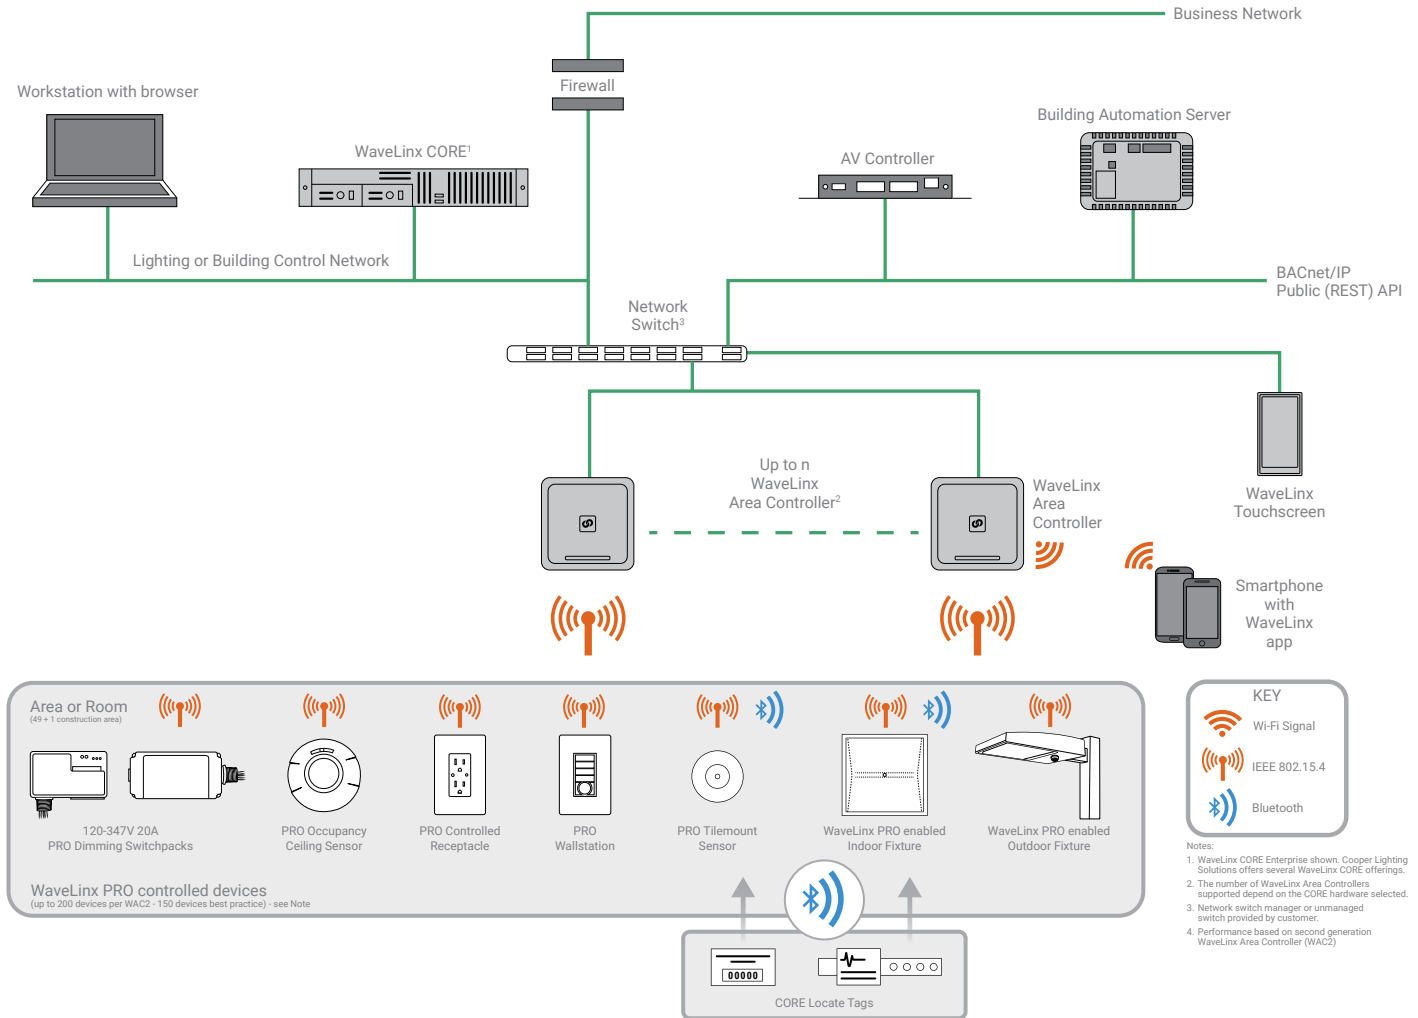 Business Network
Firewall
Workstation with browser
WaveLinx CORE1
AV Controller
Building Automation Server
Lighting or Building Control Network
BACnet/IP
Public (REST) API
Network
Switch3
Up to n
WaveLinx
Area Controller2
WaveLinx
Area
Controller
WaveLinx
Touchscreen
Smartphone
with
WaveLinx
app
Area or Room
(49 + 1 construction area)
120-347V 20A
PRO Dimming Switchpacks
PRO Occupancy
Ceiling Sensor
PRO Controlled
Receptacle
PRO
Wallstation
PRO Tilemount
Sensor
WaveLinx PRO enabled
Indoor Fixture
WaveLinx PRO enabled
Outdoor Fixture
WaveLinx PRO controlled devices
(up to 200 devices per WAC2 - 150 devices best practice) - see Note
00000
CORE Locate Tags
KEY
Wi-Fi Signal
IEEE 802.15.4
Bluetooth
Notes:
1. WaveLinx CORE Enterprise shown. Cooper Lighting
Solutions offers several WaveLinx CORE offerings.
2. The number of WaveLinx Area Controllers
supported depend on the CORE hardware selected.
3. Network switch manager or unmanaged
switch provided by customer.
4. Performance based on second generation
WaveLinx Area Controller (WAC2)